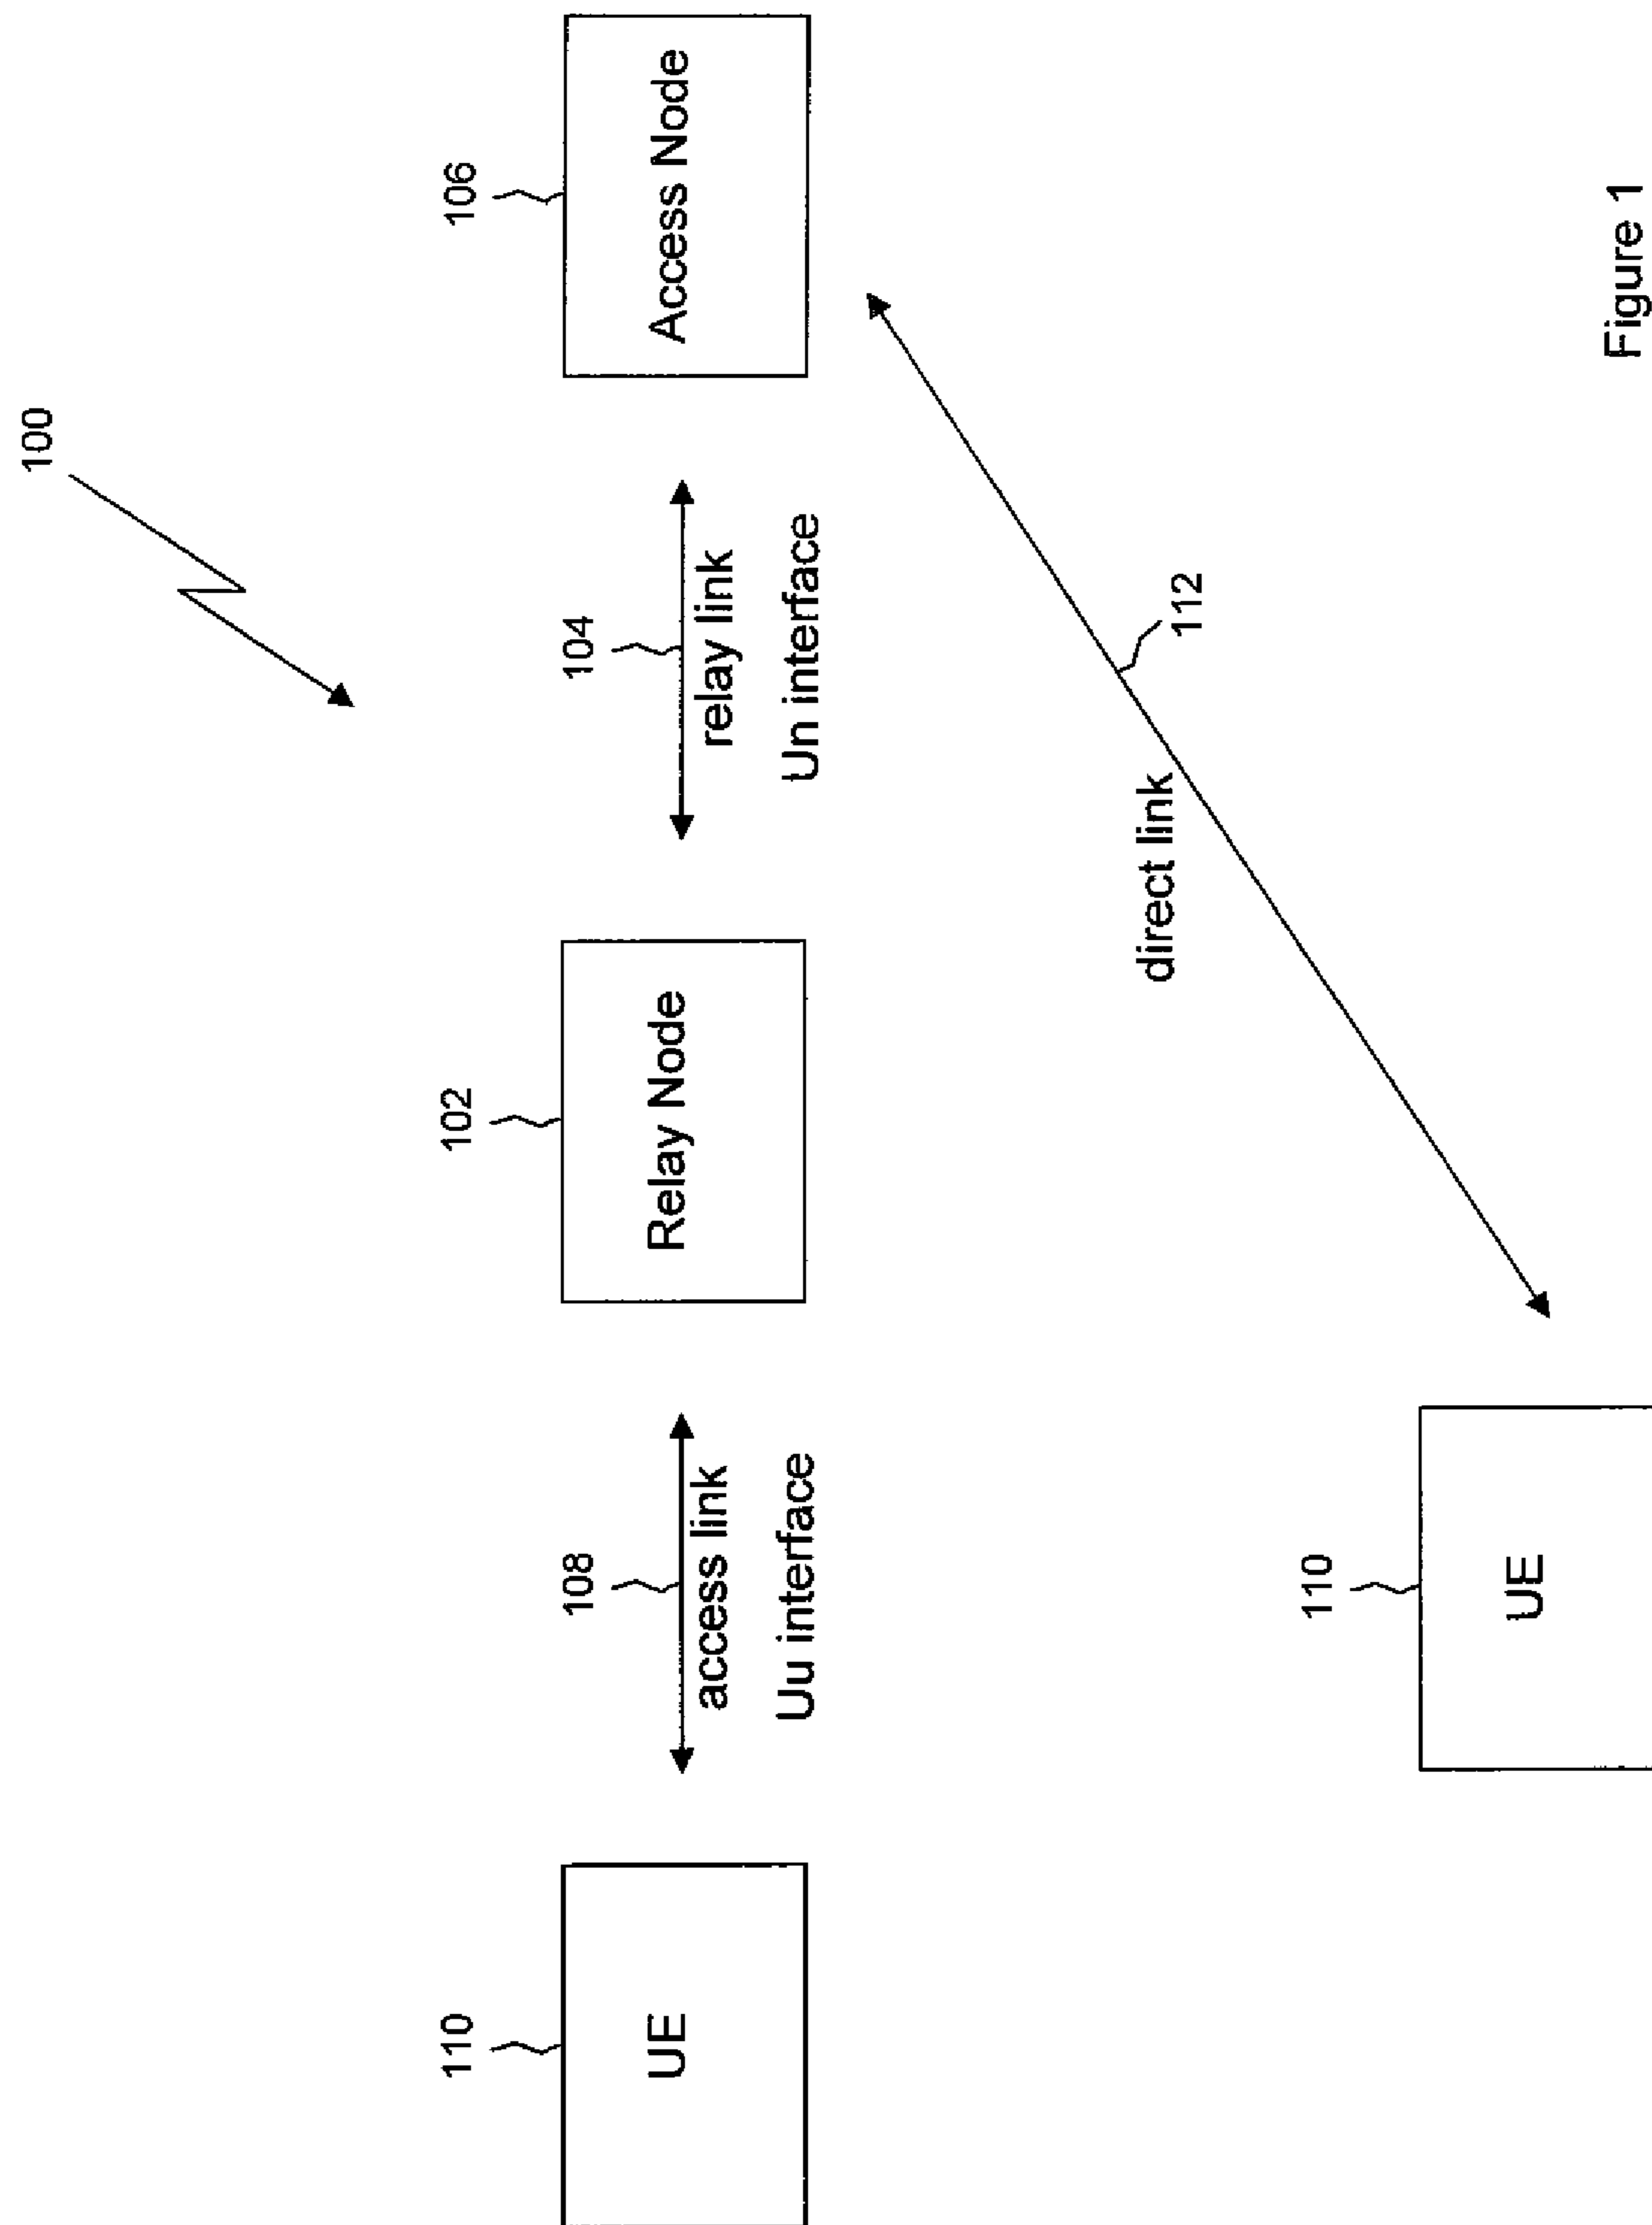 100
110
UE
108
access link
Uu interface
102
Relay Node
104
relay link
Un interface
106
Access Node
direct link
112
110
UE
Figure 1